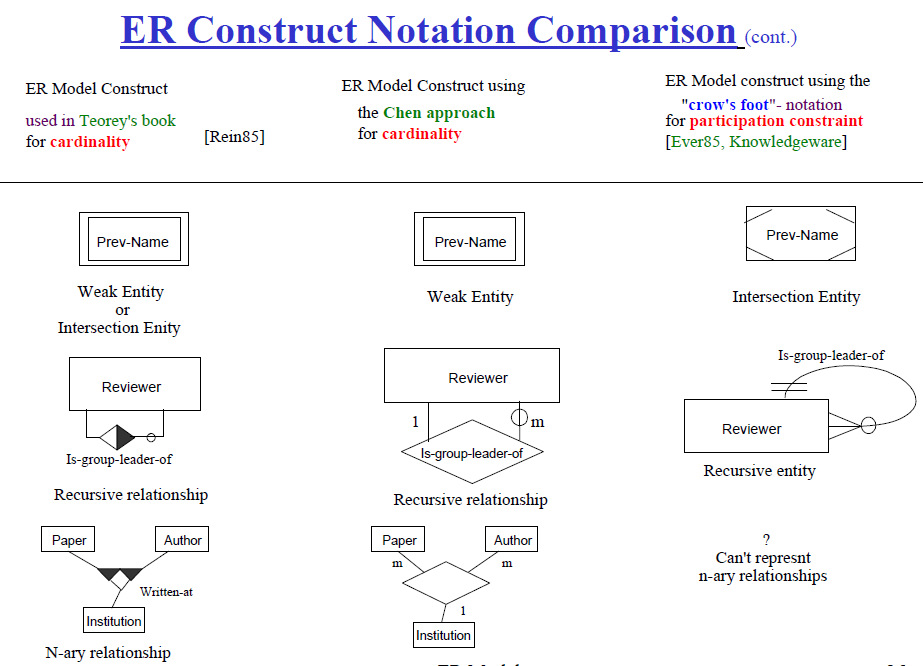 ER Construct Notation Comparison (cont.)
ER Model Construct
used in Teorey's book
for cardinality
[Rein85]
ER Model Construct using
the Chen approach
for cardinality
ER Model construct using the
"crow's foot"- notation
for participation constraint
[Ever85, Knowledgeware]
Prev-Name
Weak Entity
or
Intersection Enity
Prev-Name
Weak Entity
Prev-Name
Intersection Entity
Reviewer
Is-group-leader-of
Recursive relationship
Reviewer
1
m
Is-group-leader-of
Recursive relationship
Is-group-leader-of
Reviewer
Recursive entity
Paper
Author
Written-at
Institution
N-ary relationship
Paper
Author
m
m
1
Institution
?
Can't represnt
n-ary relationships